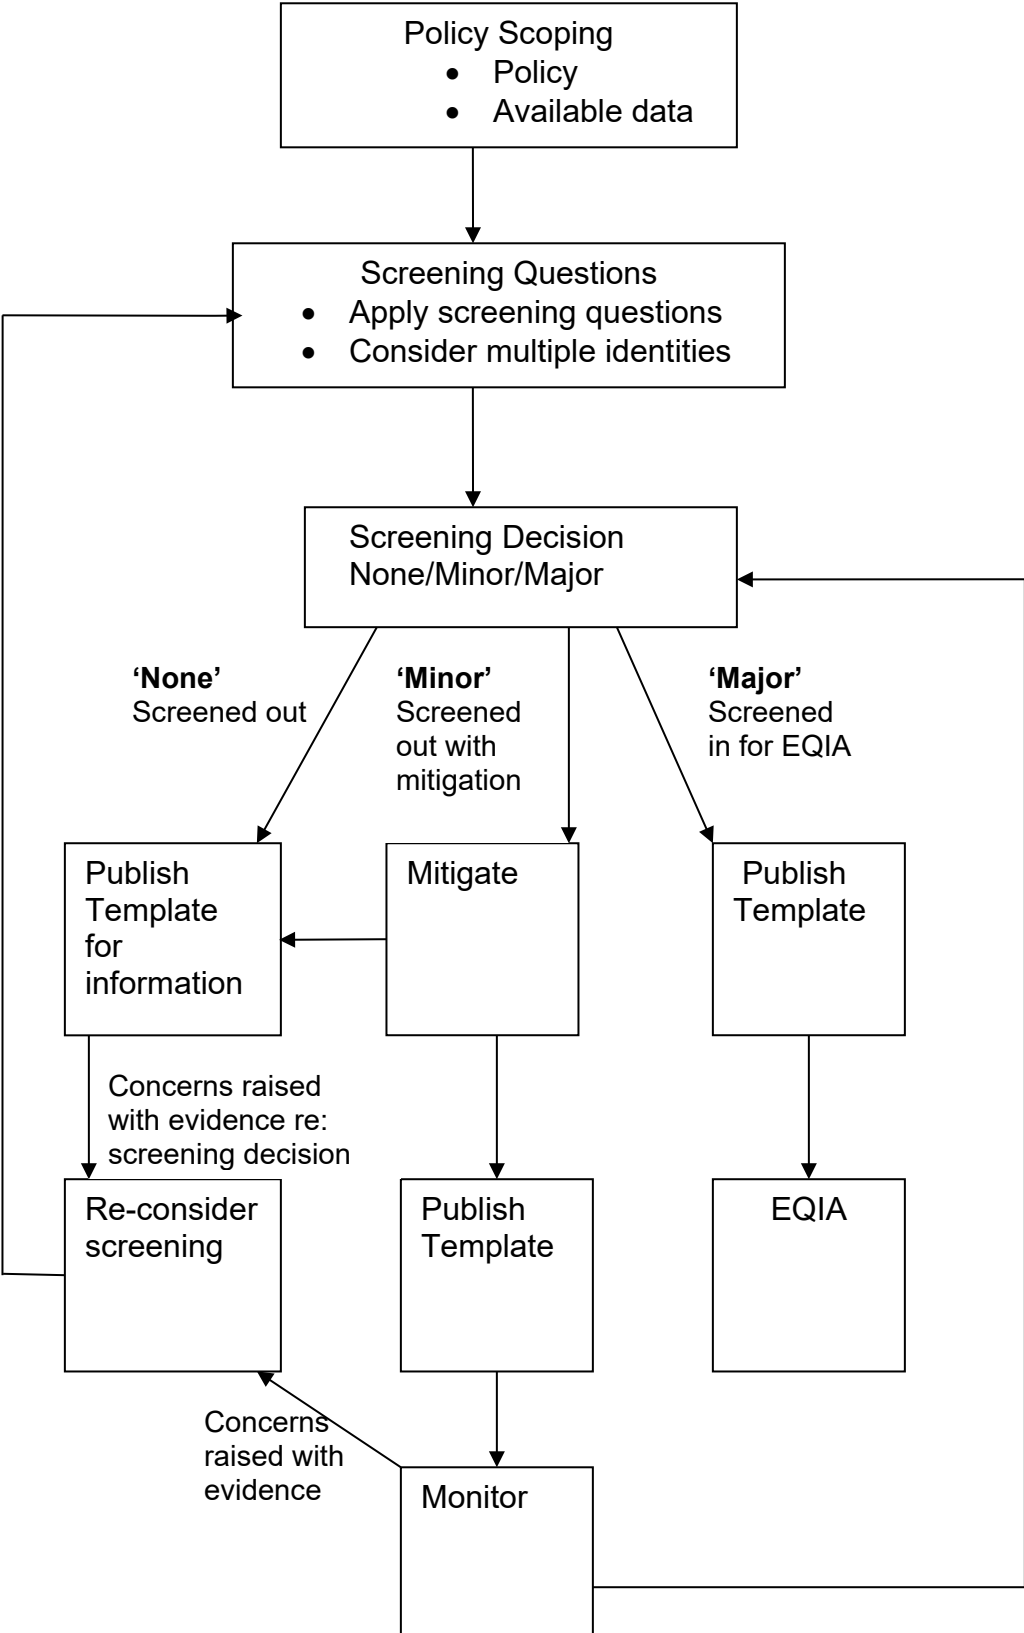 Policy Scoping
• Policy
• Available data
Screening Questions
• Apply screening questions
• Consider multiple identities
Screening Decision
None/Minor/Major
‘None’
Screened out
‘Minor’
Screened
out with
mitigation
‘Major’
Screened
in for EQIA
Publish
Template
for
information
Mitigate
Publish
Template
Concerns raised
with evidence re:
screening decision
Re-consider
screening
Publish
Template
EQIA
Concerns
raised with
evidence
Monitor